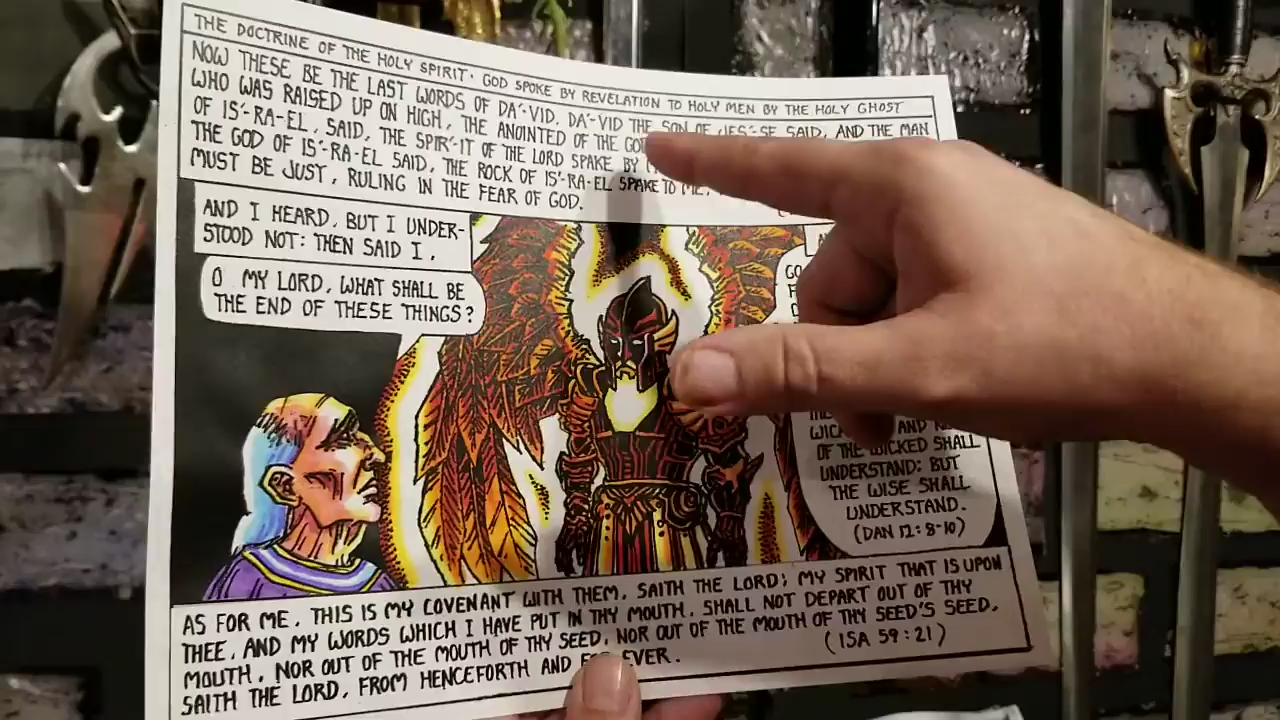 THE DOCTRINE OF THE HOLY SPIRIT. GOD SPOKE BY REVELATION TO HOLY MEN BY THE HOLY GHOST
NOW THESE BE THE LAST WORDS OF DA´-VID. DA´-VID THE SON OF JES´-SE SAID, AND THE MAN
WHO WAS RAISED UP ON HIGH, THE ANOINTED OF THE
OF IS´-RA-EL, SAID, THE SPIR´-IT OF THE LORD SPAKE BY
THE GOD OF IS´-RA-EL SAID, THE ROCK OF IS´-RA-EL SPAKE TO ME,
MUST BE JUST, RULING IN THE FEAR OF GOD.
AND I HEARD, BUT I UNDER-
STOOD NOT: THEN SAID I,
O MY LORD, WHAT SHALL BE
THE END OF THESE THINGS?
AND
OF THE WICKED SHALL
UNDERSTAND: BUT
THE WISE SHALL
UNDERSTAND.
(DAN 12:8-10)
AS FOR ME, THIS IS MY COVENANT WITH THEM, SAITH THE LORD; MY SPIRIT THAT IS UPON
THEE, AND MY WORDS WHICH I HAVE PUT IN THY MOUTH, SHALL NOT DEPART OUT OF THY
MOUTH, NOR OUT OF THE MOUTH OF THY SEED, NOR OUT OF THE MOUTH OF THY SEED'S SEED,
SAITH THE LORD, FROM HENCEFORTH AND EVER. (ISA 59:21)